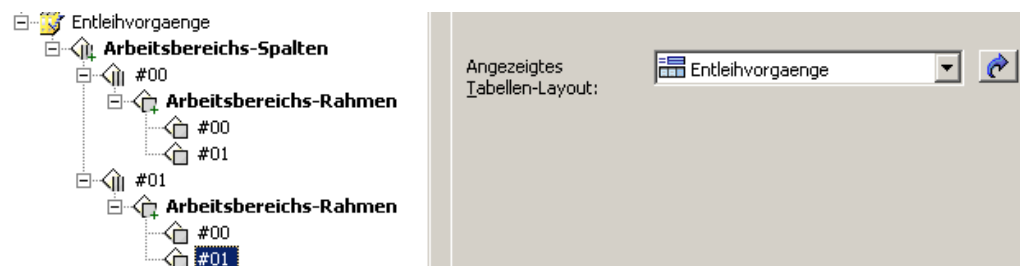 Entleihvorgaenge
Arbeitsbereichs-Spalten
#00
Arbeitsbereichs-Rahmen
#00
#01
#01
Arbeitsbereichs-Rahmen
#00
#01
Angezeigtes
Tabellen-Layout:
Entleihvorgaenge